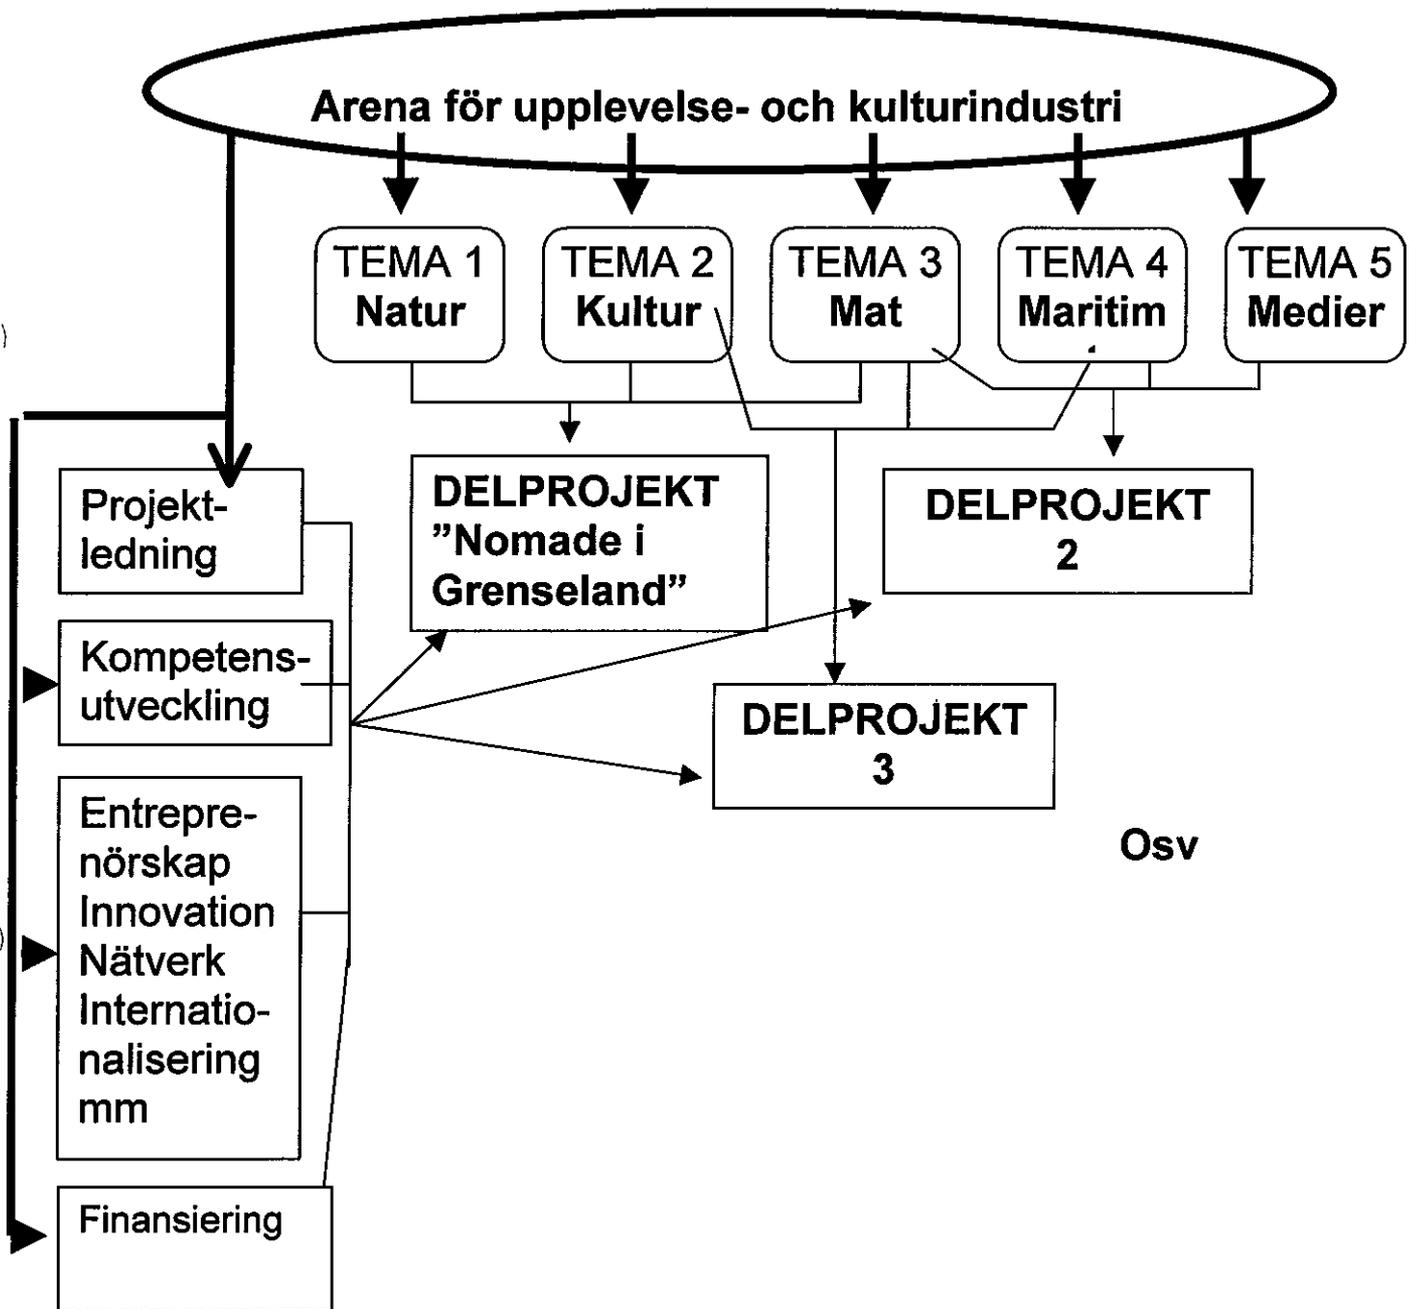 Arena för upplevelse- och kulturindustri
TEMA 1
Natur
TEMA 2
Kultur
TEMA 3
Mat
TEMA 4
Maritim
TEMA 5
Medier
Projekt-
ledning
DELPROJEKT
”Nomade i
Grenseland”
DELPROJEKT
2
Kompetens-
utveckling
DELPROJEKT
3
Entrepre-
nörskap
Innovation
Nätverk
Internatio-
nalisering
mm
Osv
Finansiering